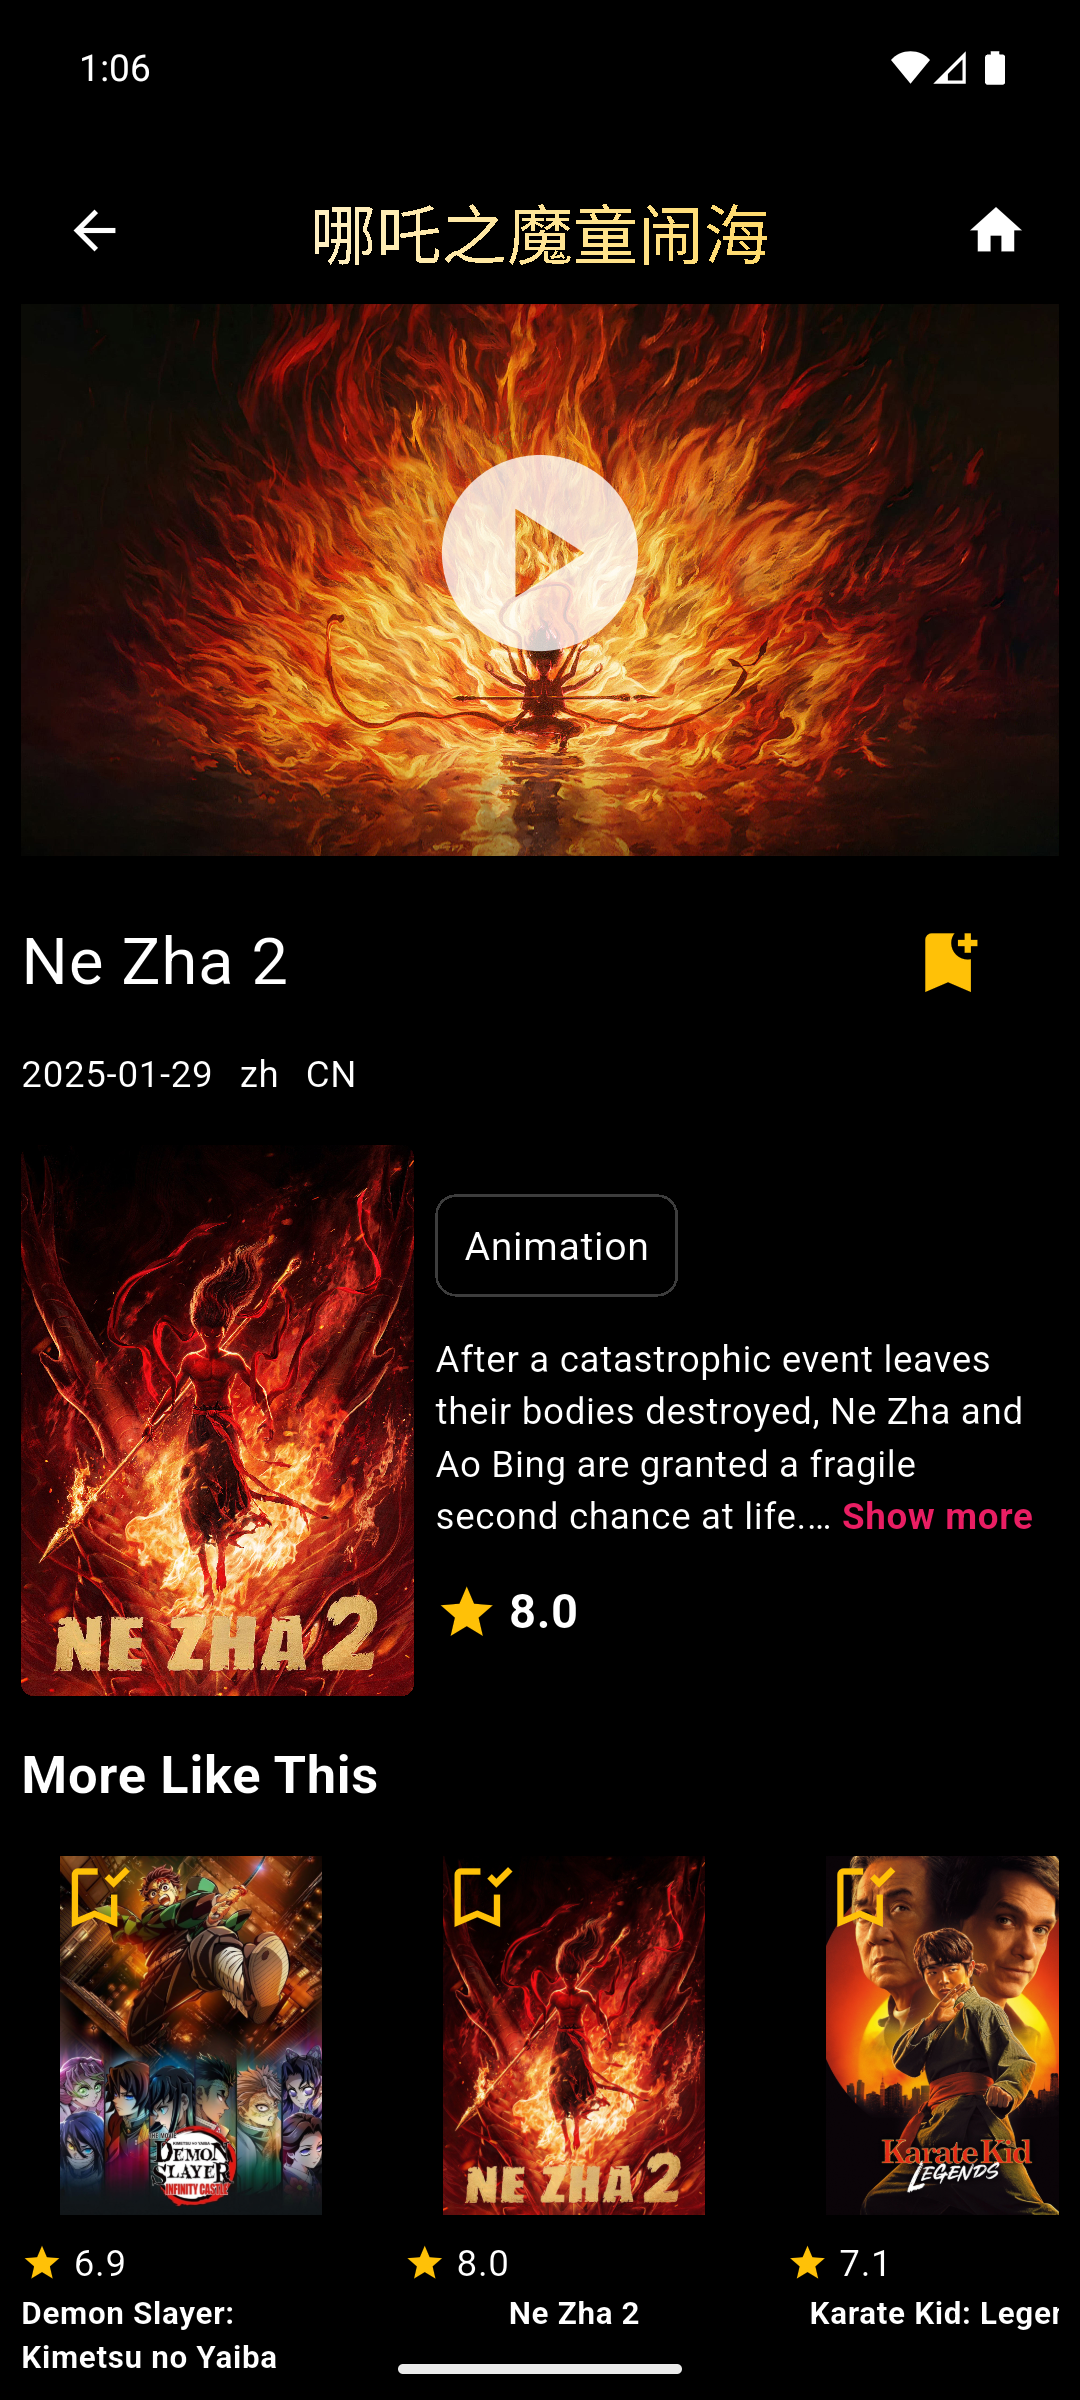 1:06
哪吒之魔童闹海
Ne Zha 2
2025-01-29 zh CN
Animation
After a catastrophic event leaves
their bodies destroyed, Ne Zha and
Ao Bing are granted a fragile
second chance at life.... Show more
8.0
NE ZHA 2
More Like This
DEMON
SLAYER
INFINITY CASTLE
NE ZHA 2
Karate Kid
LEGENDS
6.9
8.0
7.1
Demon Slayer:
Kimetsu no Yaiba
Ne Zha 2
Karate Kid: Legen